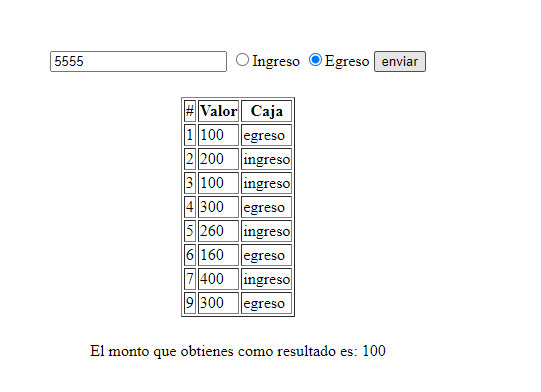 5555 Ingreso Egreso enviar
# Valor Caja
1 100 egreso
2 200 ingreso
3 100 ingreso
4 300 egreso
5 260 ingreso
6 160 egreso
7 400 ingreso
9 300 egreso
El monto que obtienes como resultado es: 100